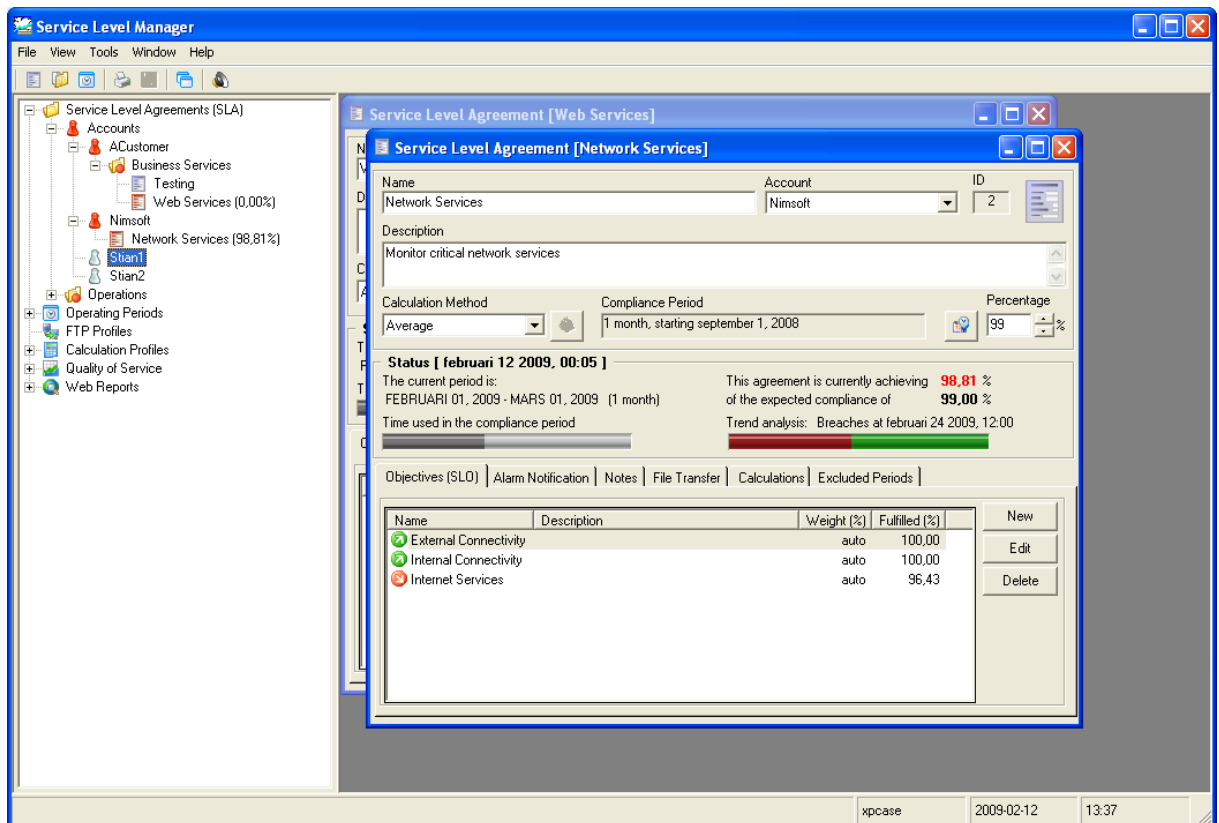 Service Level Manager
File View Tools Window Help
Service Level Agreements (SLA)
Accounts
ACustomer
Business Services
Testing
Web Services (0,00%)
Nimsoft
Network Services (98,81%)
Stian1
Stian2
Operations
Operating Periods
FTP Profiles
Calculation Profiles
Quality of Service
Web Reports
Service Level Agreement [Web Services]
Service Level Agreement [Network Services]
Name Account ID
Network Services Nimsoft 2
Description
Monitor critical network services
Calculation Method Compliance Period Percentage
Average 1 month, starting september 1, 2008 99 %
Status [ februari 12 2009, 00:05 ]
The current period is: This agreement is currently achieving 98,81 %
FEBRUARI 01, 2009 - MARS 01, 2009 (1 month) of the expected compliance of 99,00 %
Time used in the compliance period Trend analysis: Breaches at februari 24 2009, 12:00
Objectives (SLO) Alarm Notification Notes File Transfer Calculations Excluded Periods
Name Description Weight (%) Fulfilled (%)
External Connectivity auto 100,00
Internal Connectivity auto 100,00
Internet Services auto 96,43
New
Edit
Delete
xpcase 2009-02-12 13:37